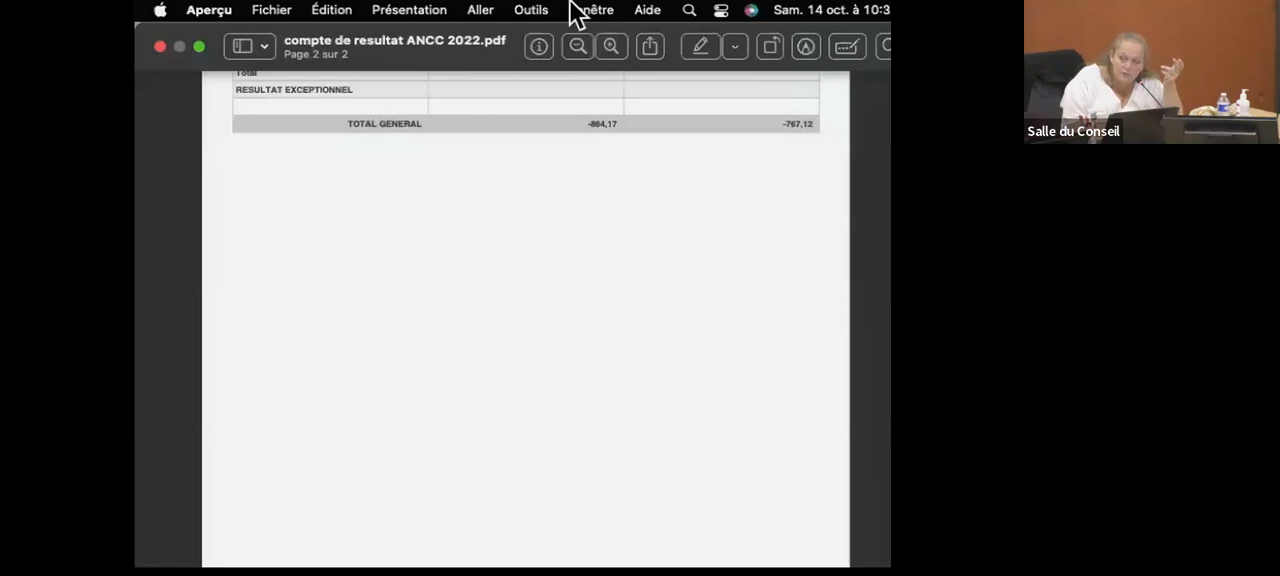 Aperçu Fichier Édition Présentation Aller Outils nêtre Aide Sam. 14 oct. à 10:3
compte de resultat ANCC 2022.pdf
Page 2 sur 2
Total
RESULTAT EXCEPTIONNEL
TOTAL GENERAL -864,17 -767,12
Salle du Conseil